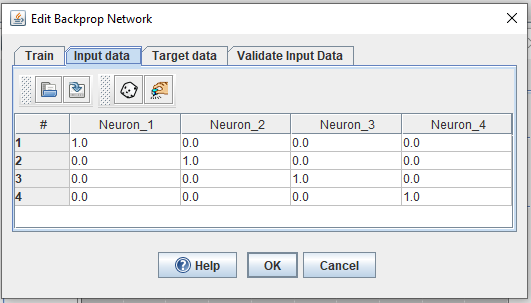 Edit Backprop Network
Train Input data Target data Validate Input Data
# Neuron_1 Neuron_2 Neuron_3 Neuron_4
1 1.0 0.0 0.0 0.0
2 0.0 1.0 0.0 0.0
3 0.0 0.0 1.0 0.0
4 0.0 0.0 0.0 1.0
? Help OK Cancel